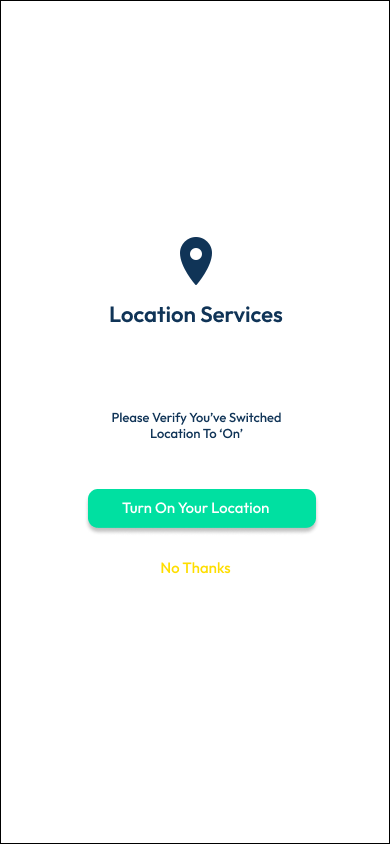 Location Services
Please Verify You’ve Switched
Location To ‘On’
Turn On Your Location
No Thanks